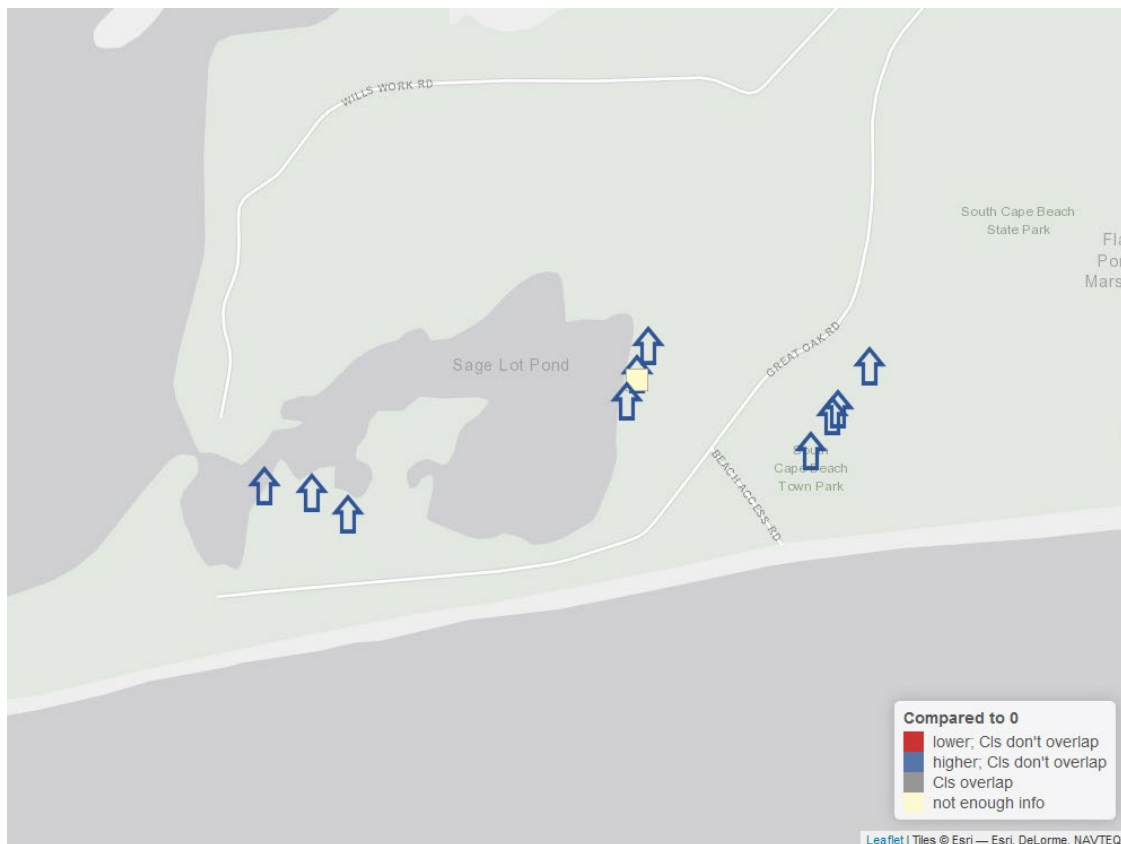 WILLS WORK RD
South Cape Beach
State Park
Sage Lot Pond
GREAT OAK RD
BEACH ACCESS RD
South
Cape Beach
Town Park
Compared to 0
lower; CIs don't overlap
higher; CIs don't overlap
CIs overlap
not enough info
Leaflet | Tiles © Esri — Esri, DeLorme, NAVTEQ